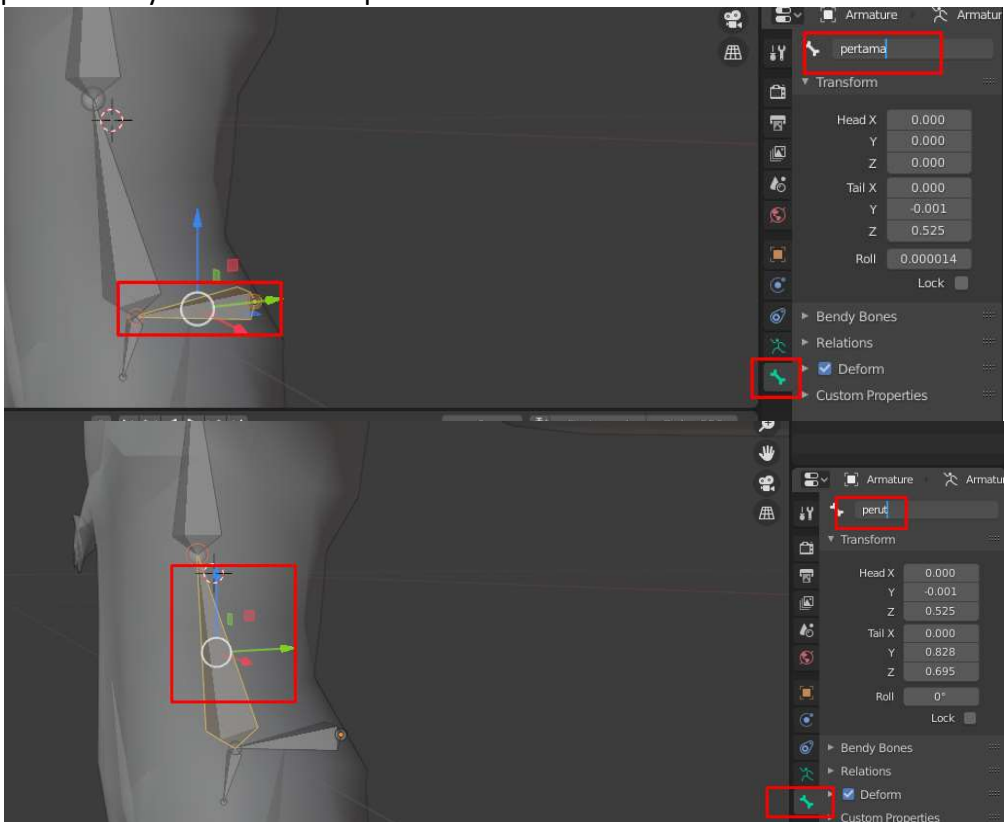 Armature
Armatur
pertama
Transform
Head X 0.000
Y 0.000
Z 0.000
Tail X 0.000
Y -0.001
Z 0.525
Roll 0.000014
Lock
Bendy Bones
Relations
Deform
Custom Properties
Armature
Armatu
perut
Transform
Head X 0.000
Y -0.001
Z 0.525
Tail X 0.000
Y 0.828
Z 0.695
Roll 0°
Lock
Bendy Bones
Relations
Deform
Custom Properties